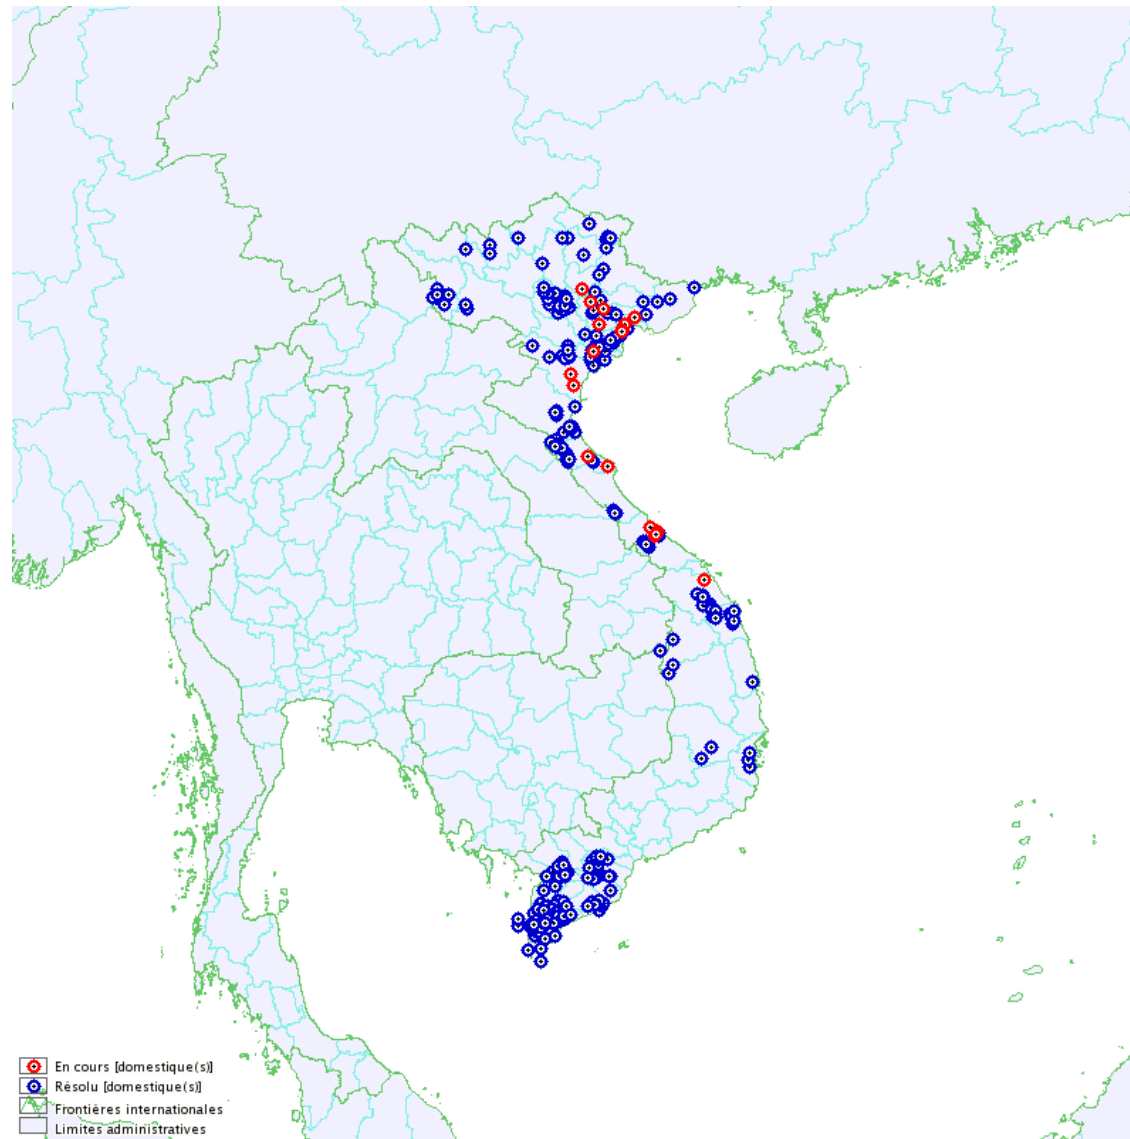 En cours [domestique(s)]
Résolu [domestique(s)]
Frontières internationales
Limites administratives